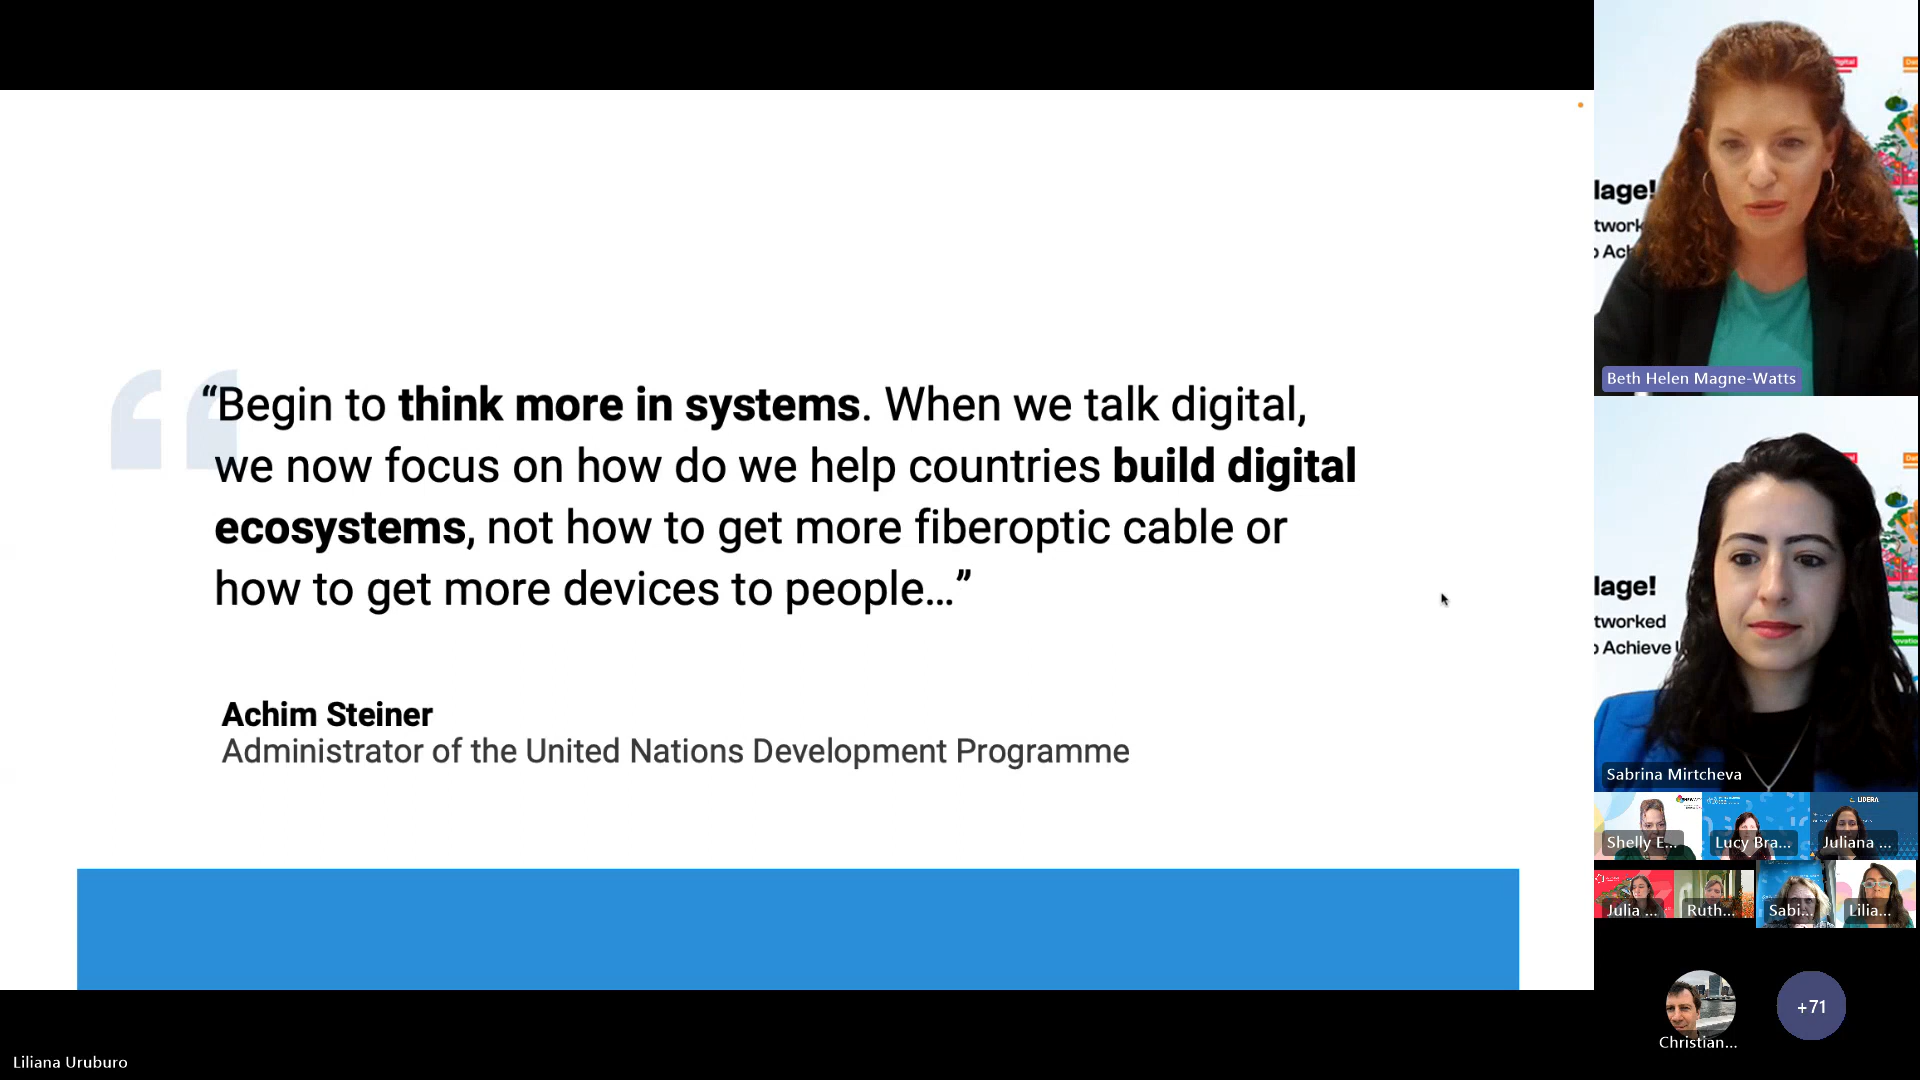 “Begin to think more in systems. When we talk digital,
we now focus on how do we help countries build digital
ecosystems, not how to get more fiberoptic cable or
how to get more devices to people…”
Achim Steiner
Administrator of the United Nations Development Programme
Liliana Uruburo
lage!
twork
Beth Helen Magne-Watts
lage!
tworked
o Achieve
Sabrina Mirtcheva
LIDERA
Shelly E...
Lucy Bra...
Juliana ...
Julia ...
Ruth...
Sabi...
Lilia...
Christian...
+71